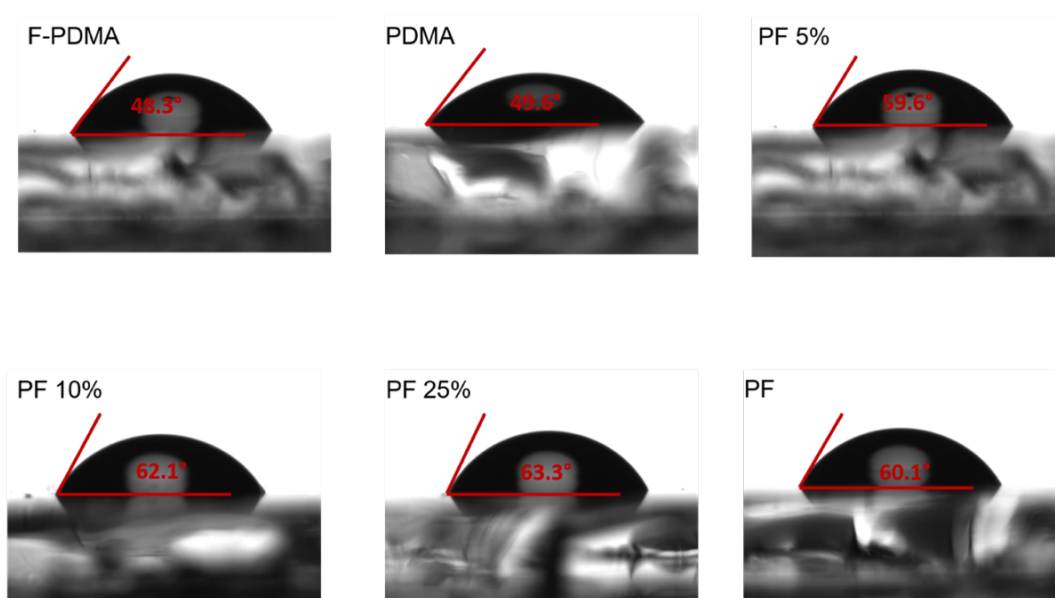 F-PDMA
48.3°
PDMA
49.6°
PF 5%
59.6°
PF 10%
62.1°
PF 25%
63.3°
PF
60.1°